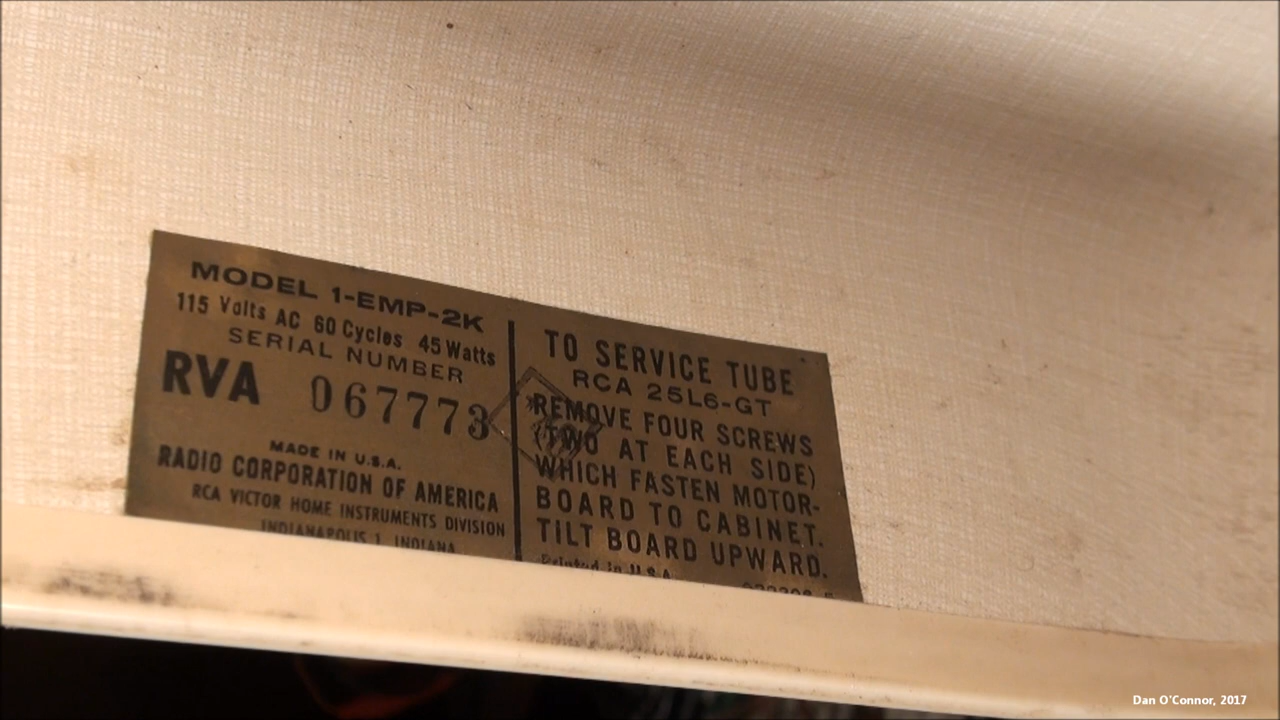 MODEL 1-EMP-2K
115 Volts AC 60 Cycles 45 Watts
SERIAL NUMBER
RVA 067773
MADE IN U.S.A.
RADIO CORPORATION OF AMERICA
RCA VICTOR HOME INSTRUMENTS DIVISION
INDIANAPOLIS 1, INDIANA
TO SERVICE TUBE
RCA 25L6-GT
REMOVE FOUR SCREWS
(TWO AT EACH SIDE)
WHICH FASTEN MOTOR-
BOARD TO CABINET.
TILT BOARD UPWARD.
Printed in U.S.A.
Dan O'Connor, 2017